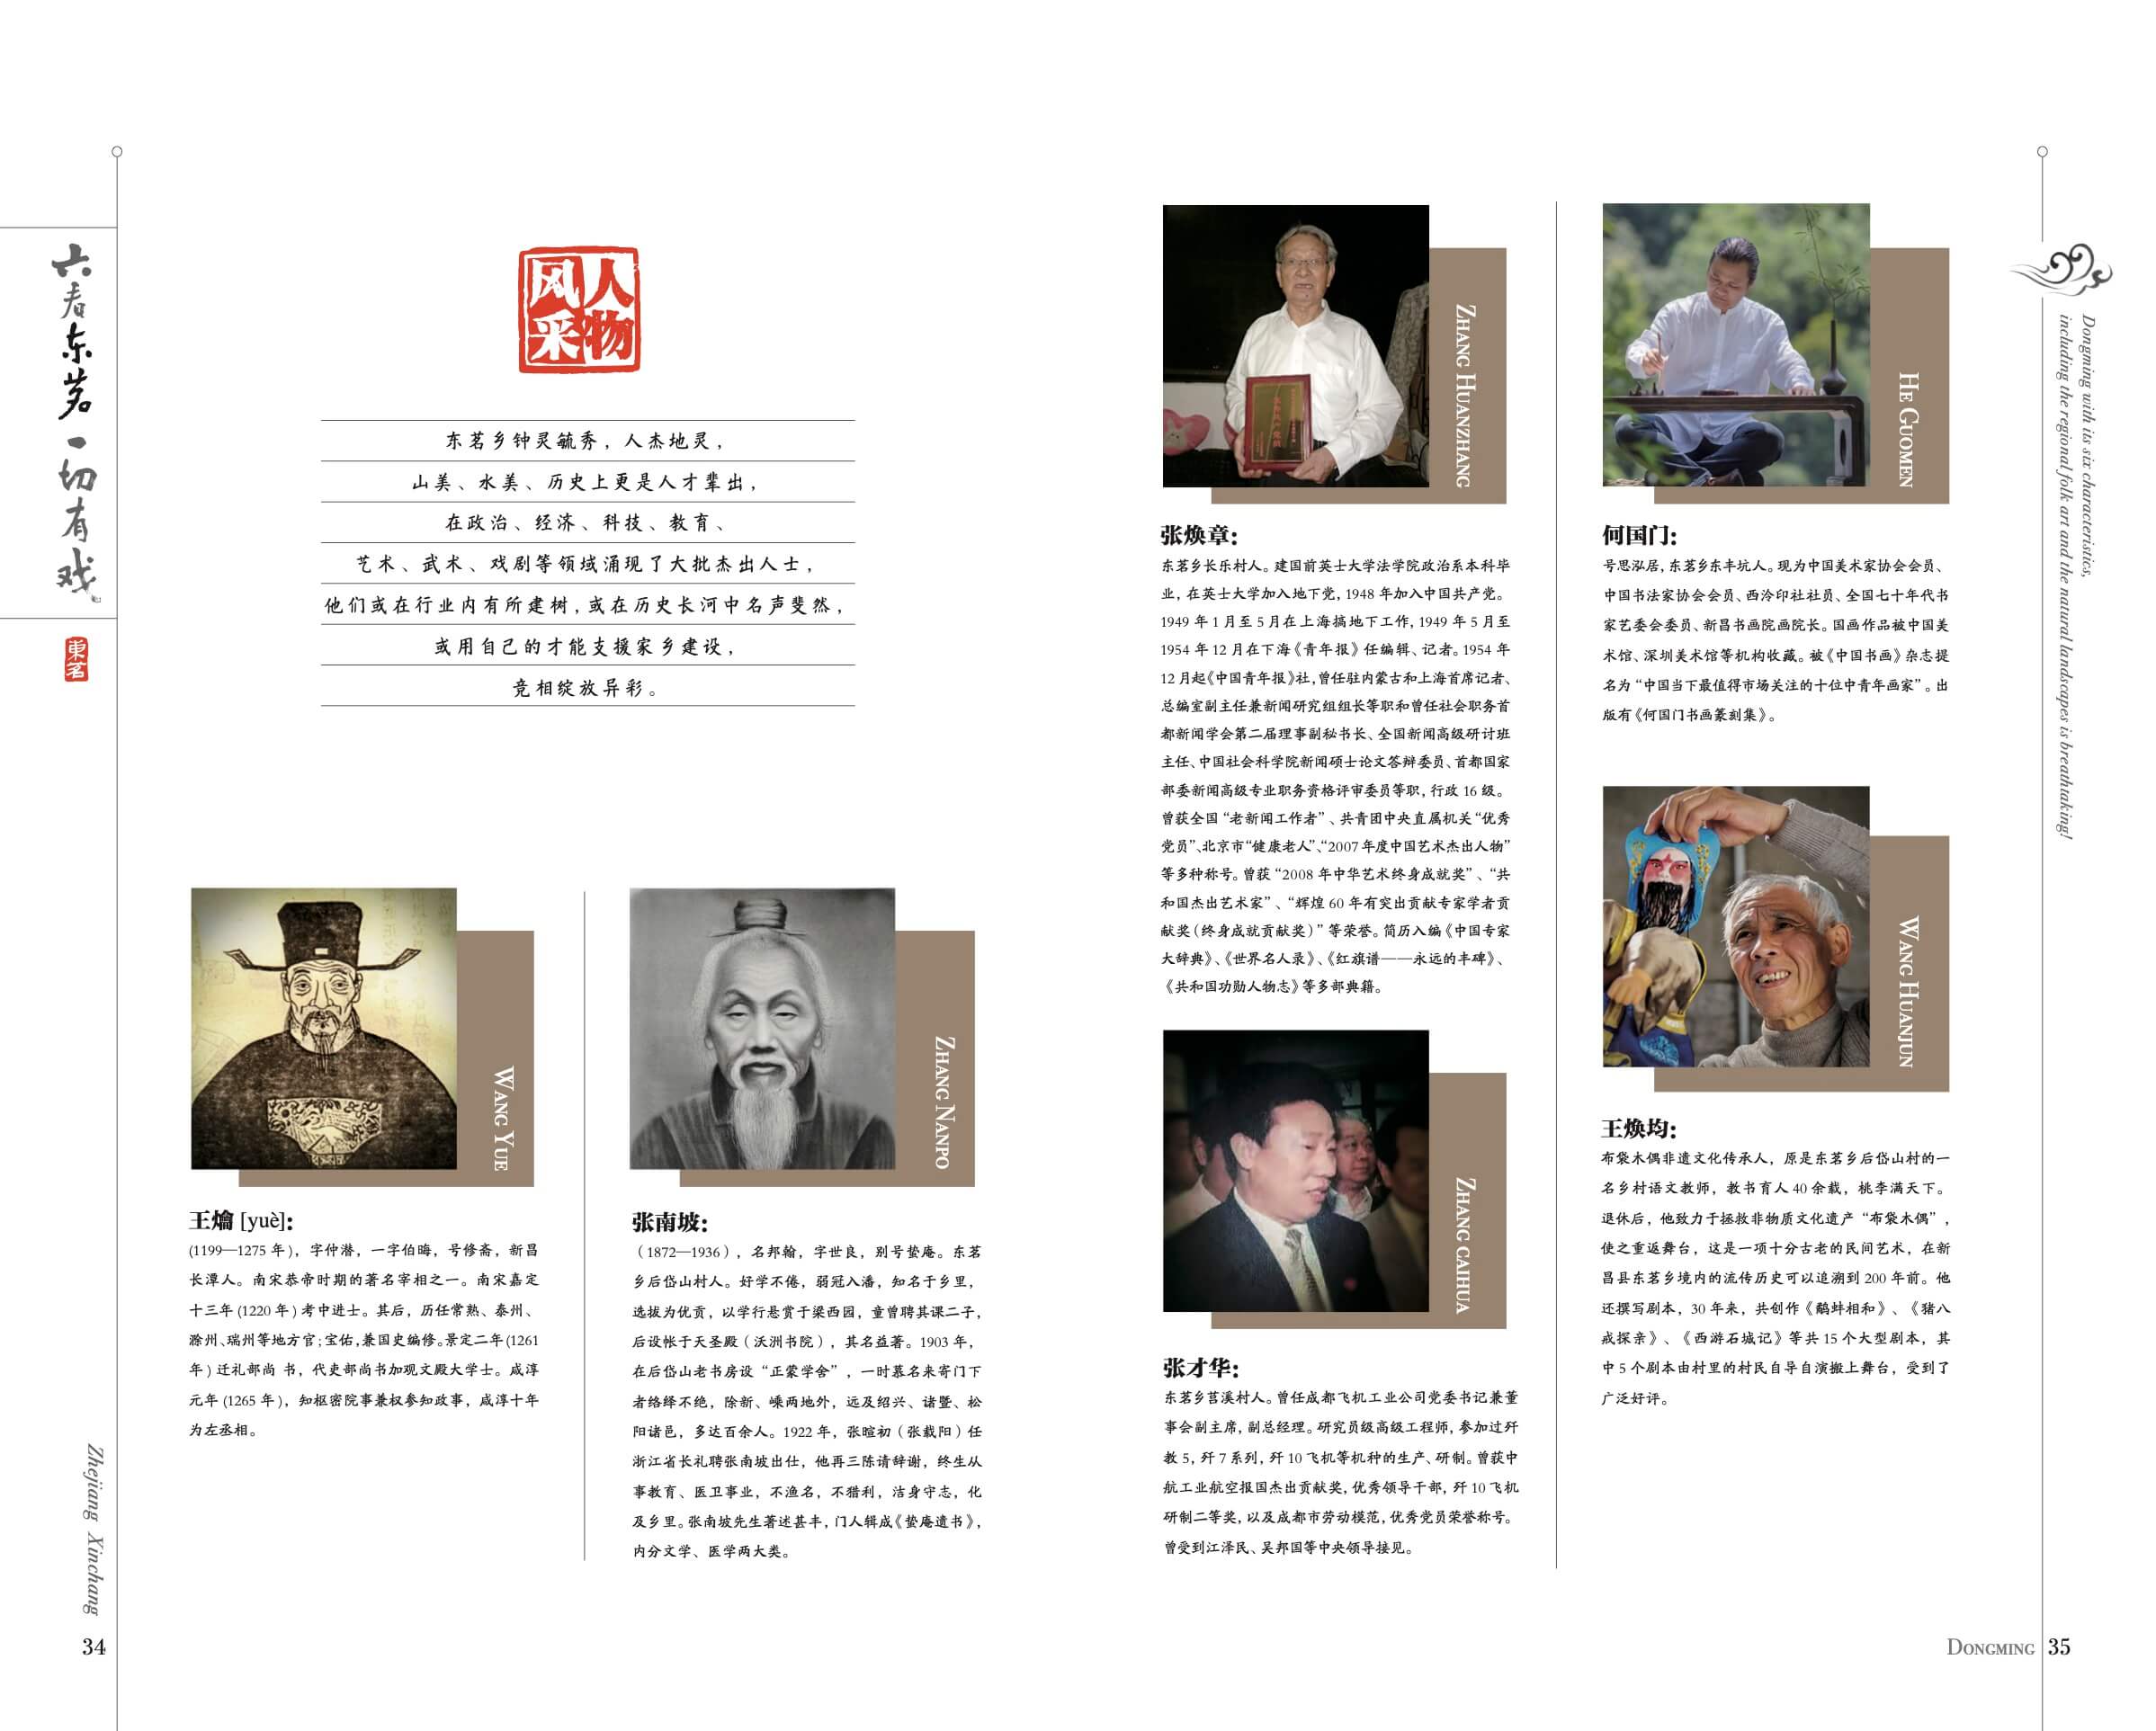 六看东茗一切有戏
東茗
人物
风采
东茗乡钟灵毓秀，人杰地灵，
山美、水美、历史上更是人才辈出，
在政治、经济、科技、教育、
艺术、武术、戏剧等领域涌现了大批杰出人士，
他们或在行业内有所建树，或在历史长河中名声斐然，
或用自己的才能支援家乡建设，
竞相绽放异彩。
WANG YUE
王爚 [yuè]：
(1199—1275 年)，字仲潜，一字伯晦，号修斋，新昌
长潭人。南宋恭帝时期的著名宰相之一。南宋嘉定
十三年 (1220 年) 考中进士。其后，历任常熟、泰州、
滁州、瑞州等地方官；宝佑，兼国史编修。景定二年 (1261
年) 迁礼部尚 书，代吏部尚书加观文殿大学士。咸淳
元年 (1265 年)，知枢密院事兼权参知政事，咸淳十年
为左丞相。
ZHANG NANPO
张南坡：
（1872—1936），名邦翰，字世良，别号蛰庵。东茗
乡后岱山村人。好学不倦，弱冠入潘，知名于乡里，
选拔为优贡，以学行悬赏于梁西园，童曾聘其课二子，
后设帐于天圣殿（沃洲书院），其名益著。1903 年，
在后岱山老书房设“正蒙学舍”，一时慕名来寄门下
者络绎不绝，除新、嵊两地外，远及绍兴、诸暨、松
阳诸邑，多达百余人。1922 年，张暄初（张载阳）任
浙江省长礼聘张南坡出仕，他再三陈请辞谢，终生从
事教育、医卫事业，不渔名，不猎利，洁身守志，化
及乡里。张南坡先生著述甚丰，门人辑成《蛰庵遗书》，
内分文学、医学两大类。
Zhejiang Xinchang
34
ZHANG HUANZHANG
张焕章：
东茗乡长乐村人。建国前英士大学法学院政治系本科毕
业，在英士大学加入地下党，1948 年加入中国共产党。
1949 年 1 月至 5 月在上海搞地下工作，1949 年 5 月至
1954 年 12 月在下海《青年报》任编辑、记者。1954 年
12 月起《中国青年报》社，曾任驻内蒙古和上海首席记者、
总编室副主任兼新闻研究组组长等职和曾任社会职务首
都新闻学会第二届理事副秘书长、全国新闻高级研讨班
主任、中国社会科学院新闻硕士论文答辩委员、首都国家
部委新闻高级专业职务资格评审委员等职，行政 16 级。
曾获全国“老新闻工作者”、共青团中央直属机关“优秀
党员”、北京市“健康老人”、“2007 年度中国艺术杰出人物”
等多种称号。曾获“2008 年中华艺术终身成就奖”、“共
和国杰出艺术家”、“辉煌 60 年有突出贡献专家学者贡
献奖（终身成就贡献奖）”等荣誉。简历入编《中国专家
大辞典》、《世界名人录》、《红旗谱——永远的丰碑》、
《共和国功勋人物志》等多部典籍。
ZHANG CAIHUA
张才华：
东茗乡莒溪村人。曾任成都飞机工业公司党委书记兼董
事会副主席，副总经理。研究员级高级工程师，参加过歼
教 5，歼 7 系列，歼 10 飞机等机种的生产、研制。曾获中
航工业航空报国杰出贡献奖，优秀领导干部，歼 10 飞机
研制二等奖，以及成都市劳动模范，优秀党员荣誉称号。
曾受到江泽民、吴邦国等中央领导接见。
HE GUOMEN
何国门：
号思泓居，东茗乡东丰坑人。现为中国美术家协会会员、
中国书法家协会会员、西泠印社社员、全国七十年代书
家艺委会委员、新昌书画院画院长。国画作品被中国美
术馆、深圳美术馆等机构收藏。被《中国书画》杂志提
名为“中国当下最值得市场关注的十位中青年画家”。出
版有《何国门书画篆刻集》。
WANG HUANJUN
王焕均：
布袋木偶非遗文化传承人，原是东茗乡后岱山村的一
名乡村语文教师，教书育人 40 余载，桃李满天下。
退休后，他致力于拯救非物质文化遗产“布袋木偶”，
使之重返舞台，这是一项十分古老的民间艺术，在新
昌县东茗乡境内的流传历史可以追溯到 200 年前。他
还撰写剧本，30 年来，共创作《鹬蚌相和》、《猪八
戒探亲》、《西游石城记》等共 15 个大型剧本，其
中 5 个剧本由村里的村民自导自演搬上舞台，受到了
广泛好评。
Dongming with its six characteristics,
including the regional folk art and the natural landscapes is breathtaking!
DONGMING 35